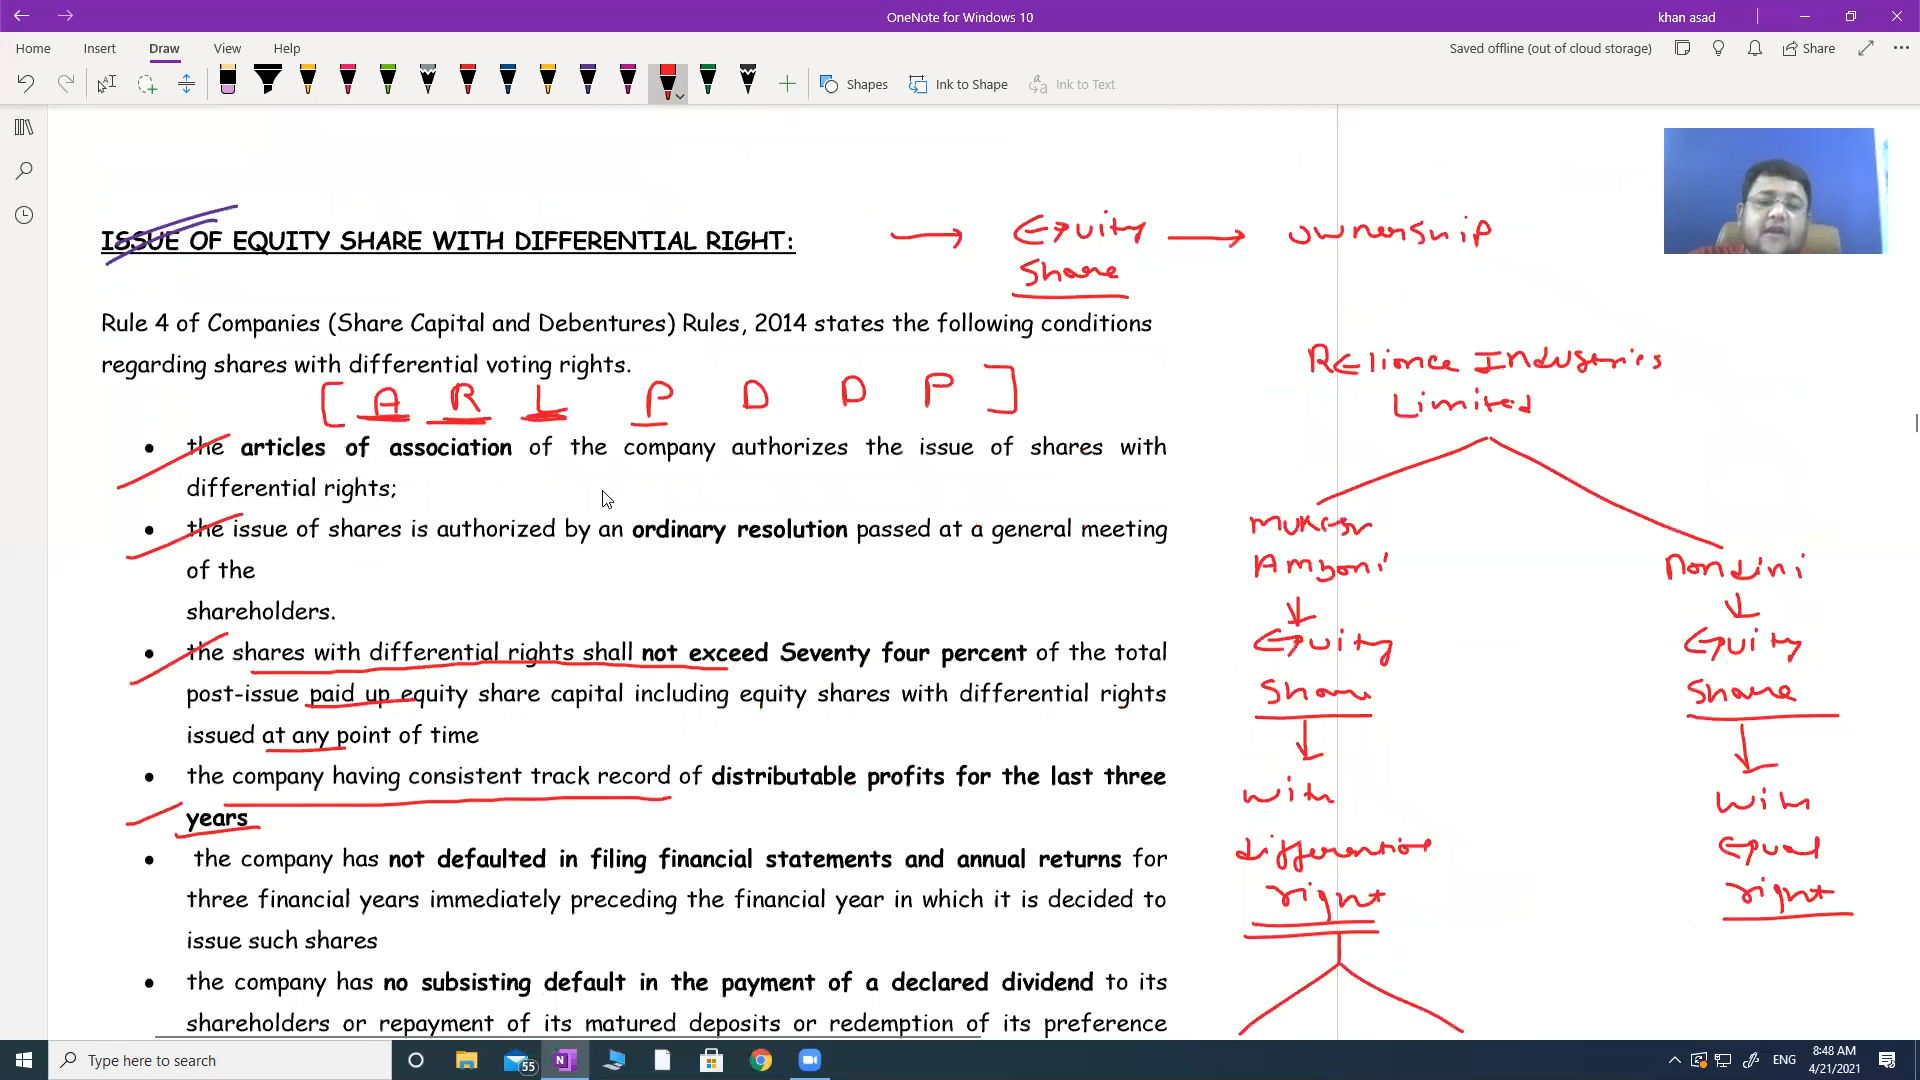 OneNote for Windows 10
khan asad
Home Insert Draw View Help
Saved offline (out of cloud storage)
Share
Shapes
Ink to Shape
Ink to Text
ISSUE OF EQUITY SHARE WITH DIFFERENTIAL RIGHT:
Equity
Share
ownership
Rule 4 of Companies (Share Capital and Debentures) Rules, 2014 states the following conditions
regarding shares with differential voting rights.
[ A R L P D D P ]
• the articles of association of the company authorizes the issue of shares with
differential rights;
• the issue of shares is authorized by an ordinary resolution passed at a general meeting
of the
shareholders.
• the shares with differential rights shall not exceed Seventy four percent of the total
post-issue paid up equity share capital including equity shares with differential rights
issued at any point of time
• the company having consistent track record of distributable profits for the last three
years
• the company has not defaulted in filing financial statements and annual returns for
three financial years immediately preceding the financial year in which it is decided to
issue such shares
• the company has no subsisting default in the payment of a declared dividend to its
shareholders or repayment of its matured deposits or redemption of its preference
Reliance Industries
Limited
Mukesh
Ambani
Equity
Share
With
differential
right
Nandini
Equity
Share
With
Equal
right
Type here to search
55
ENG
8:48 AM
4/21/2021